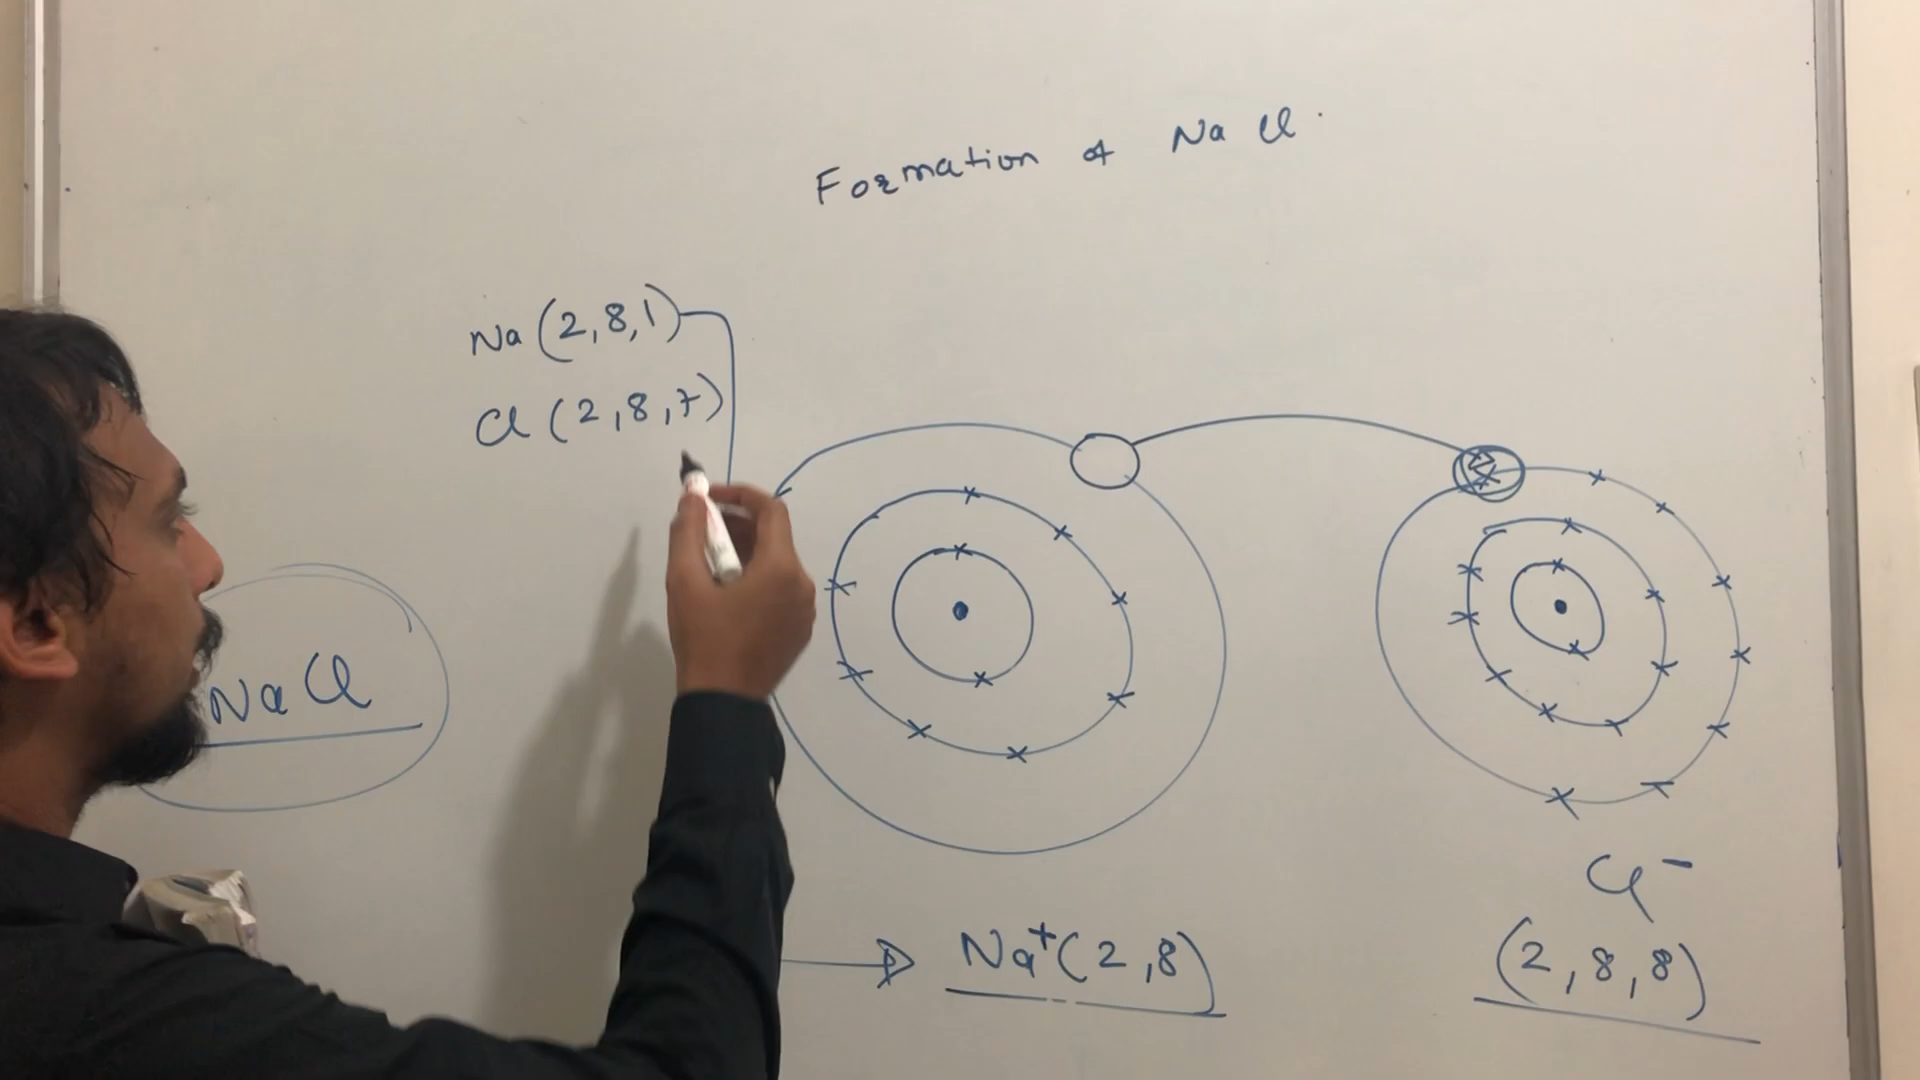 Formation of NaCl.
Na (2,8,1)
Cl (2,8,7)
NaCl
Na⁺(2,8)
Cl⁻
(2,8,8)